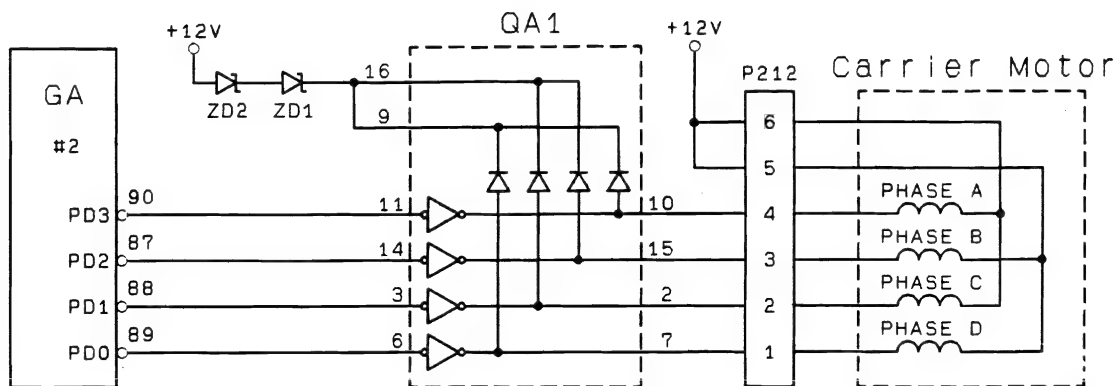 QA1
+12V
+12V
16
P212
Carrier Motor
GA
ZD2
ZD1
9
6
#2
5
PHASE A
90
PD3
11
10
4
PHASE B
87
PD2
14
15
3
PHASE C
88
PD1
3
2
2
PHASE D
89
PD0
6
7
1